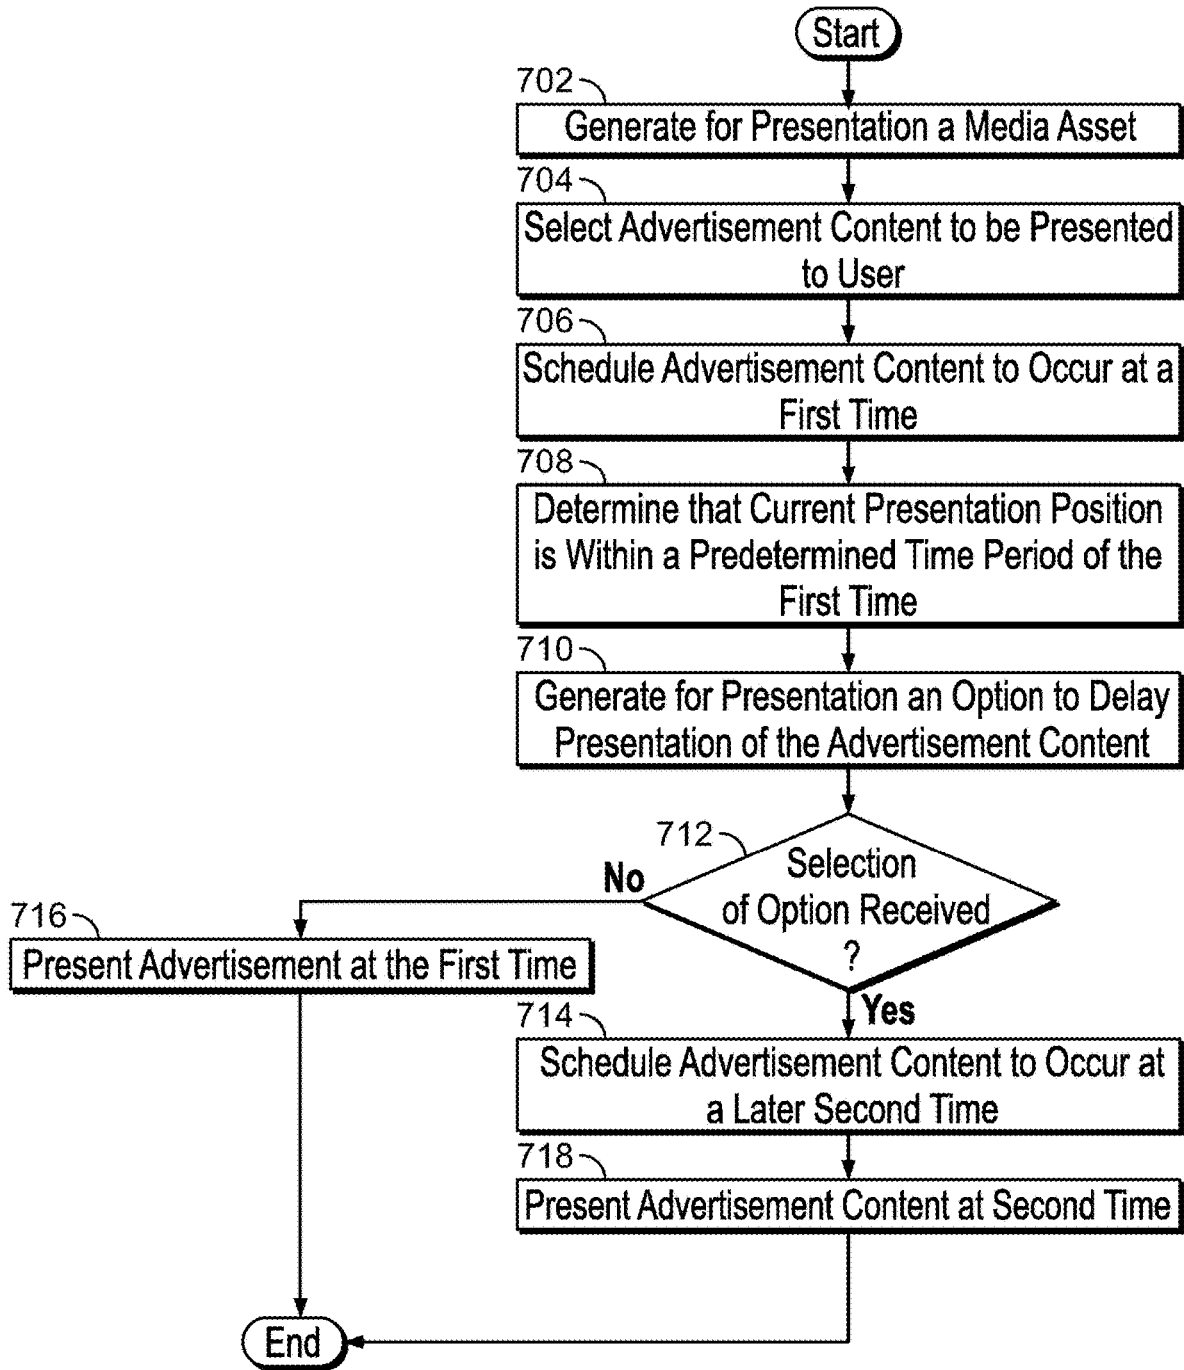 Start
702
Generate for Presentation a Media Asset
704
Select Advertisement Content to be Presented
to User
706
Schedule Advertisement Content to Occur at a
First Time
708
Determine that Current Presentation Position
is Within a Predetermined Time Period of the
First Time
710
Generate for Presentation an Option to Delay
Presentation of the Advertisement Content
712
Selection
of Option Received
?
No
716
Present Advertisement at the First Time
Yes
714
Schedule Advertisement Content to Occur at
a Later Second Time
718
Present Advertisement Content at Second Time
End